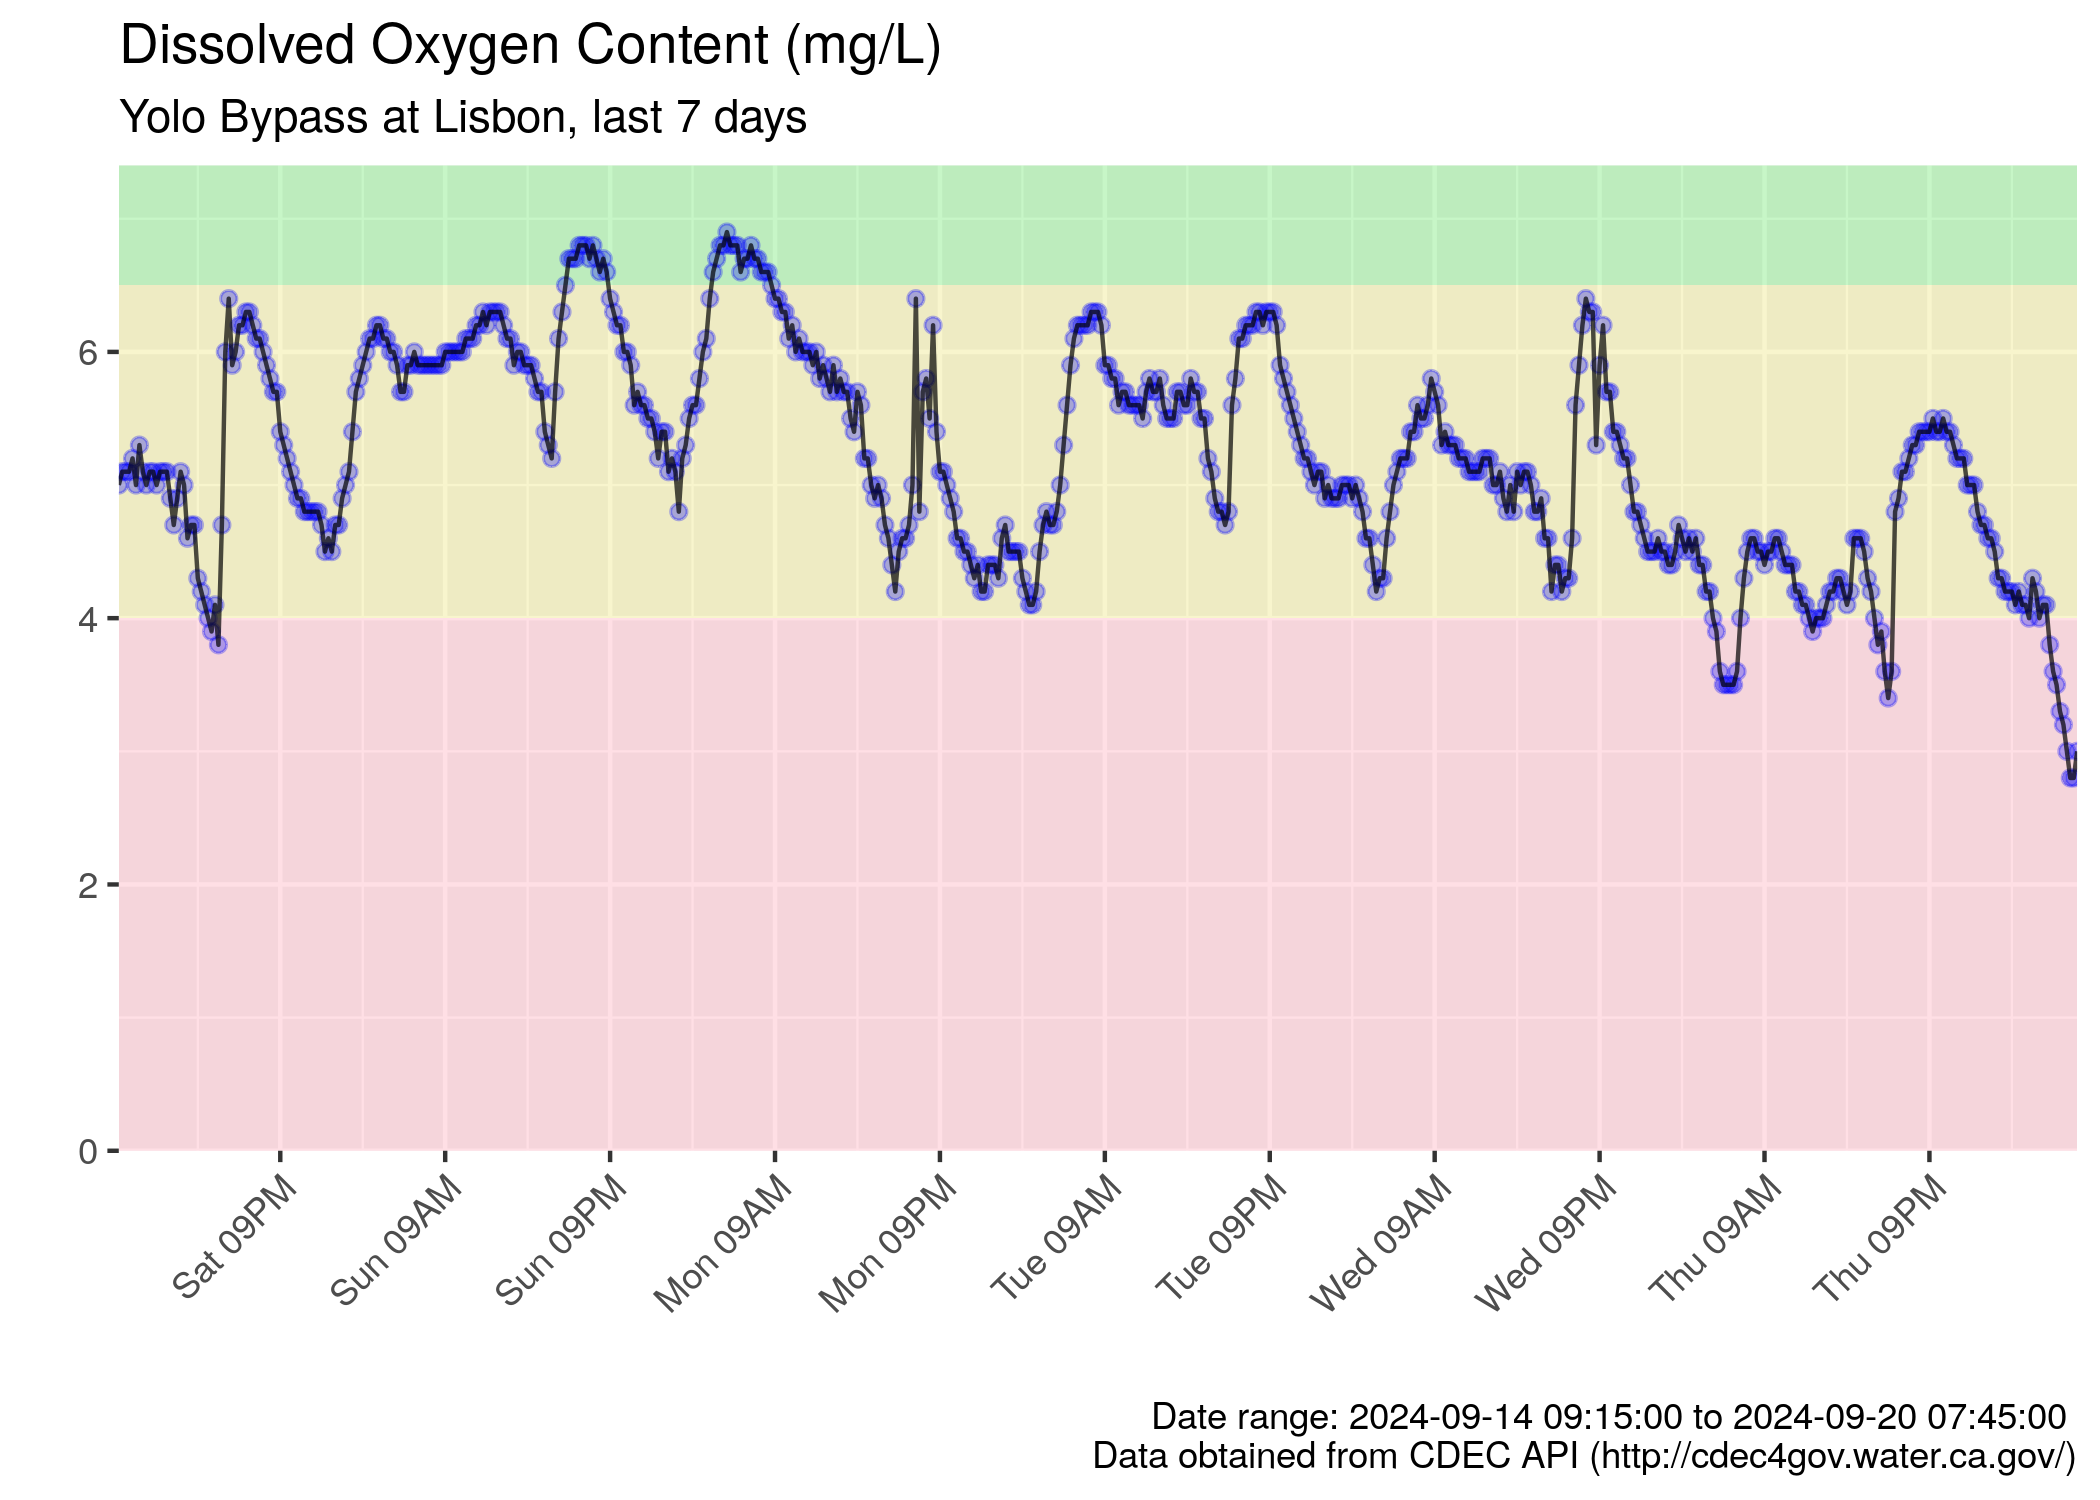 Dissolved Oxygen Content (mg/L)
Yolo Bypass at Lisbon, last 7 days
6
4
2
0
Sat 09PM
Sun 09AM
Sun 09PM
Mon 09AM
Mon 09PM
Tue 09AM
Tue 09PM
Wed 09AM
Wed 09PM
Thu 09AM
Thu 09PM
Date range: 2024-09-14 09:15:00 to 2024-09-20 07:45:00
Data obtained from CDEC API (http://cdec4gov.water.ca.gov/)